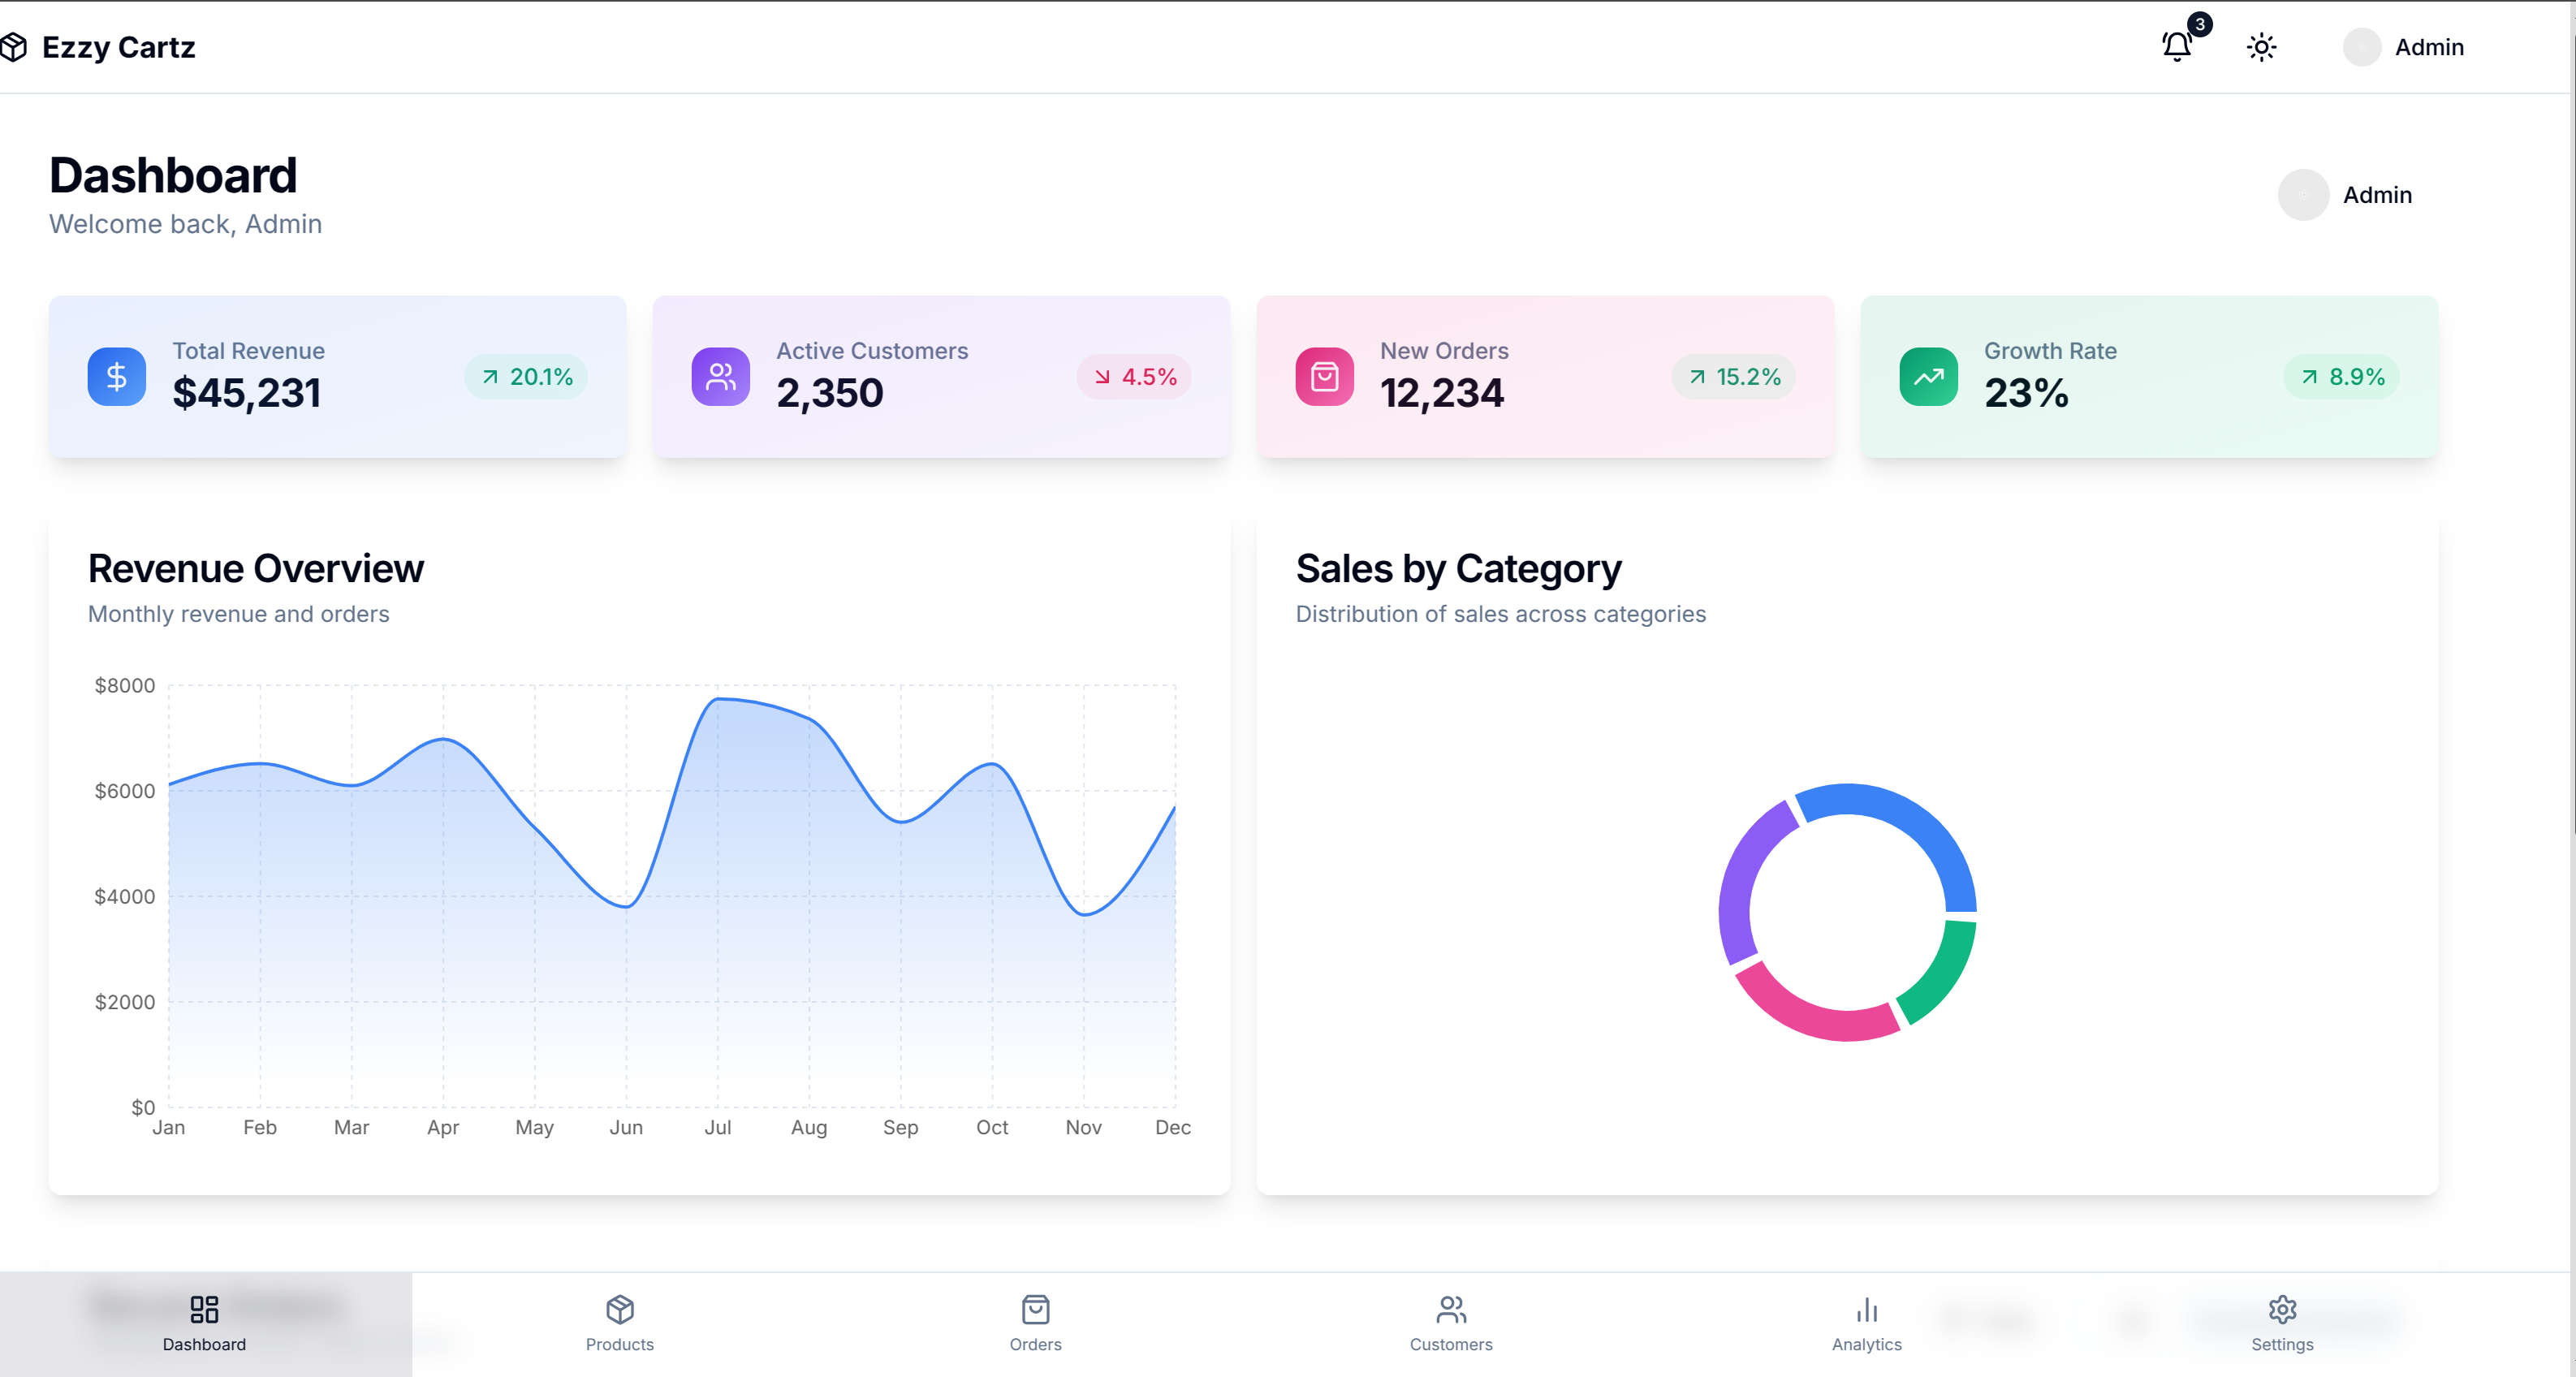 Ezzy Cartz
3
Admin
Dashboard
Welcome back, Admin
Admin
Total Revenue
$45,231
20.1%
Active Customers
2,350
4.5%
New Orders
12,234
15.2%
Growth Rate
23%
8.9%
Revenue Overview
Monthly revenue and orders
$8000
$6000
$4000
$2000
$0
Jan Feb Mar Apr May Jun Jul Aug Sep Oct Nov Dec
Sales by Category
Distribution of sales across categories
Dashboard
Products
Orders
Customers
Analytics
Settings